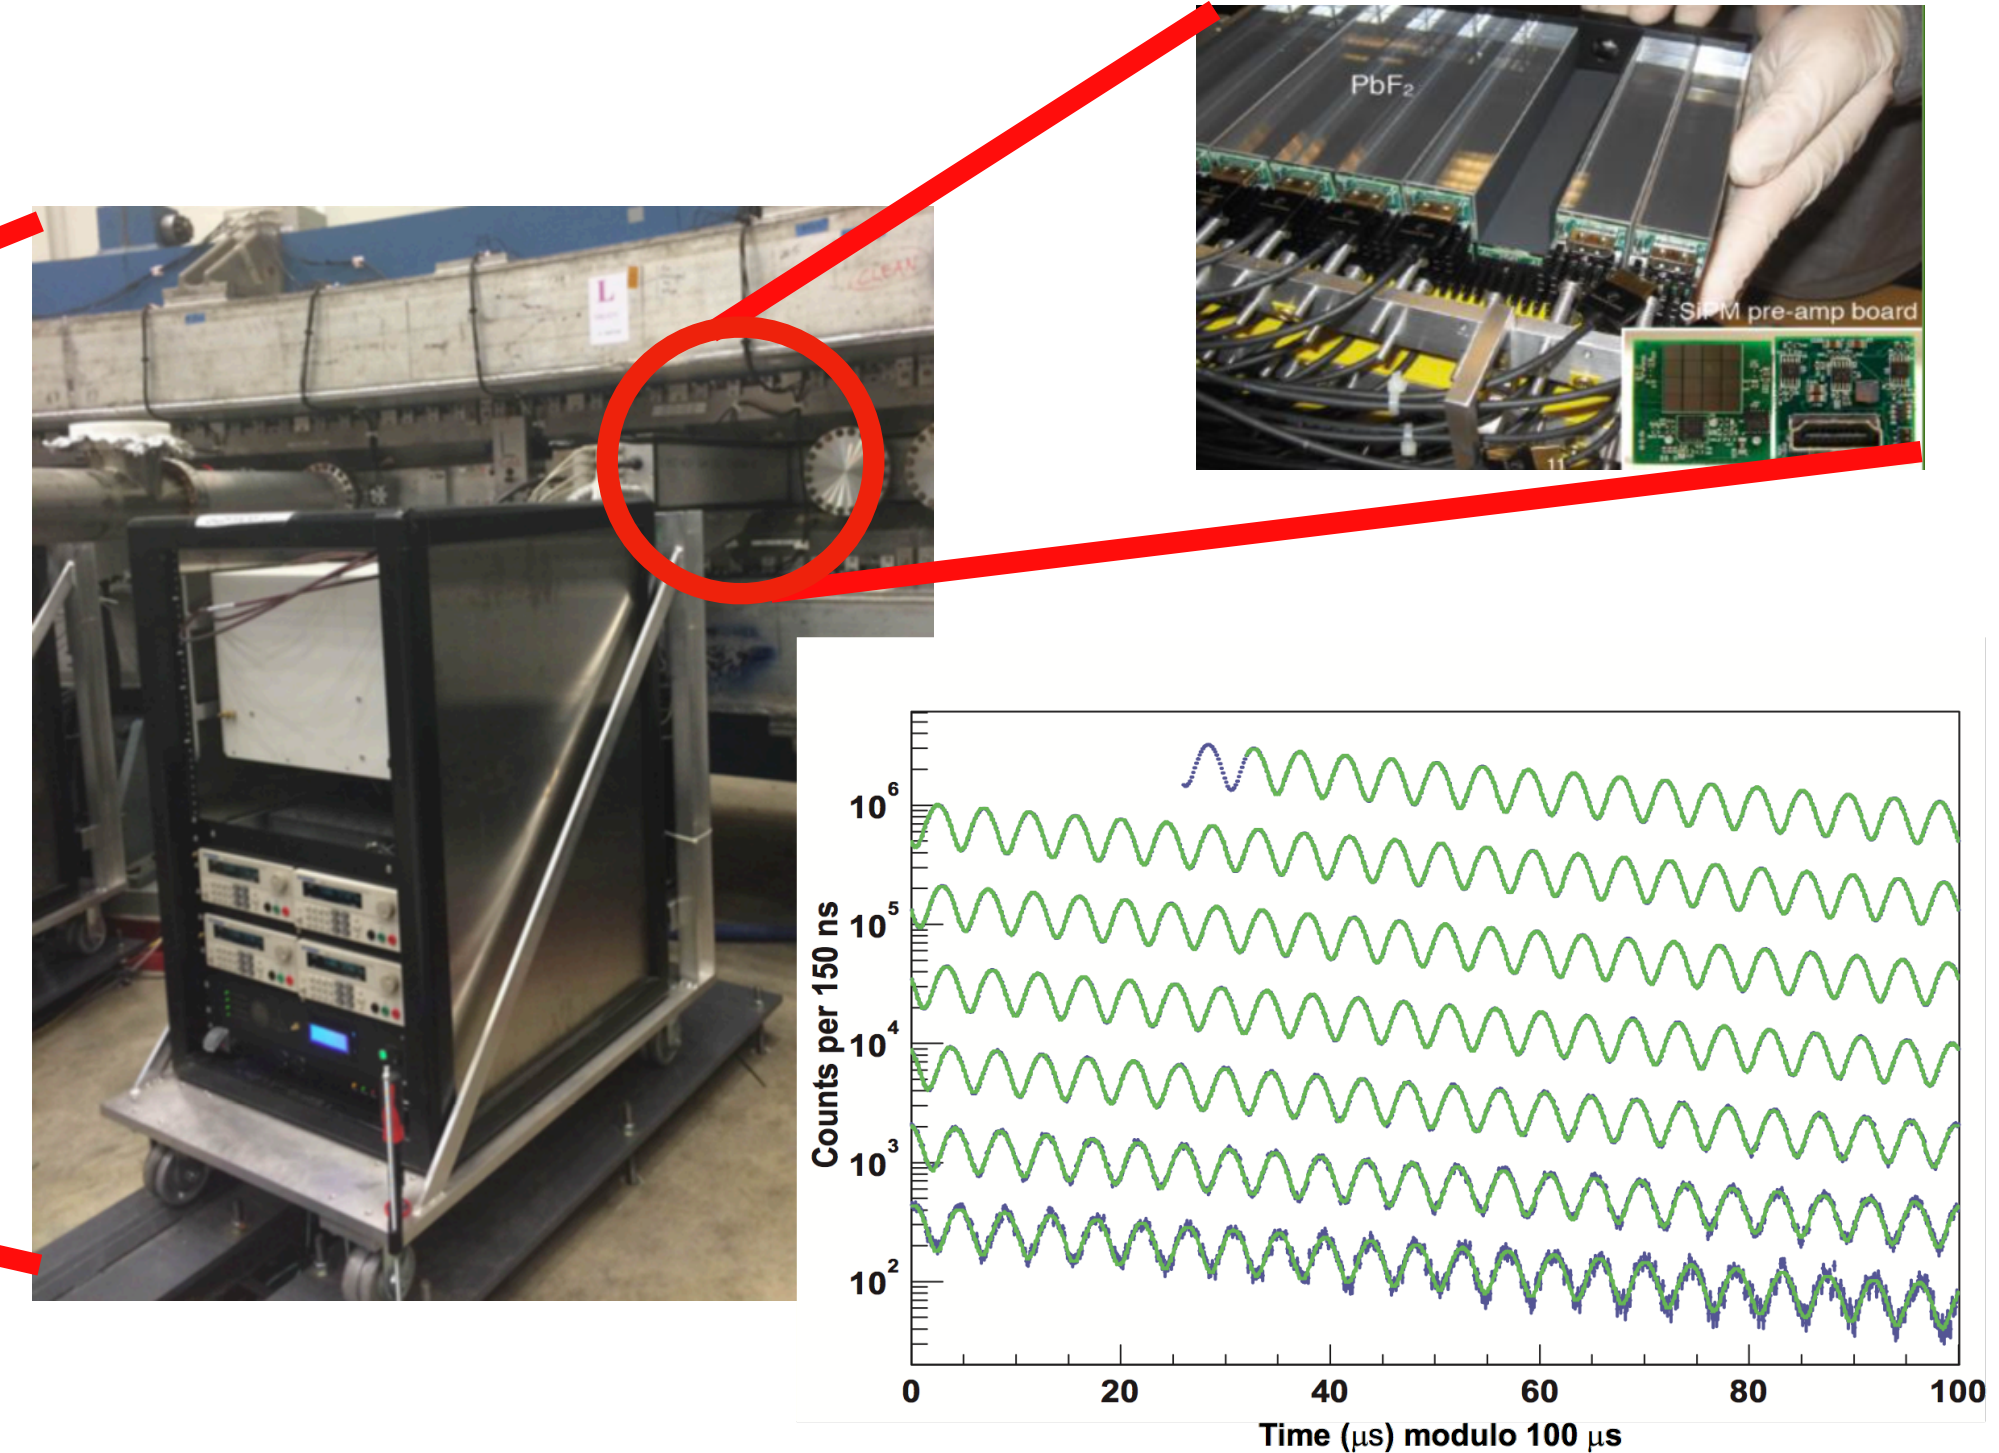 PbF₂
SiPM pre-amp board
L
CLEAN
Counts per 150 ns
10⁶
10⁵
10⁴
10³
10²
0 20 40 60 80 100
Time (μs) modulo 100 μs